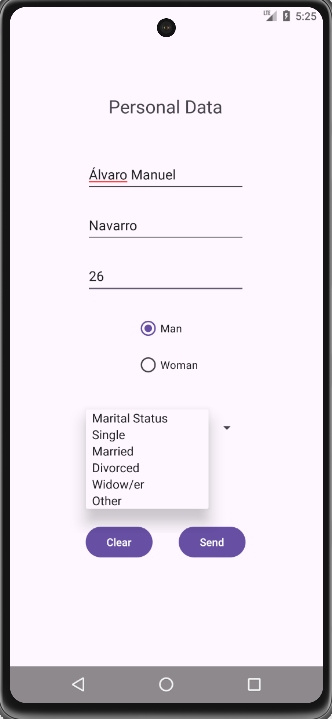 LTE 5:25
Personal Data
Álvaro Manuel
Navarro
26
Man
Woman
Marital Status
Single
Married
Divorced
Widow/er
Other
Clear Send